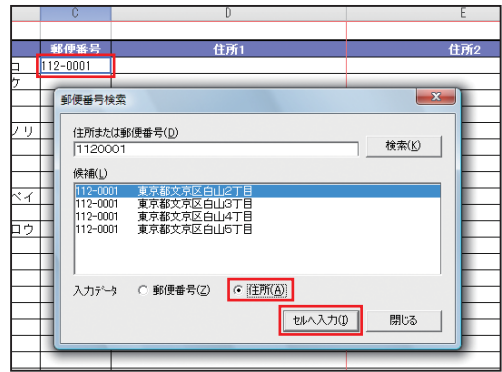 C D E
郵便番号 住所1 住所2
コ 112-0001
ケ
郵便番号検索
ノリ
住所または郵便番号(D)
1120001 検索(K)
候補(L)
112-0001 東京都文京区白山2丁目
112-0001 東京都文京区白山3丁目
112-0001 東京都文京区白山4丁目
112-0001 東京都文京区白山5丁目
ペイ
コウ
入力データ 郵便番号(Z) 住所(A)
セルへ入力(I) 閉じる